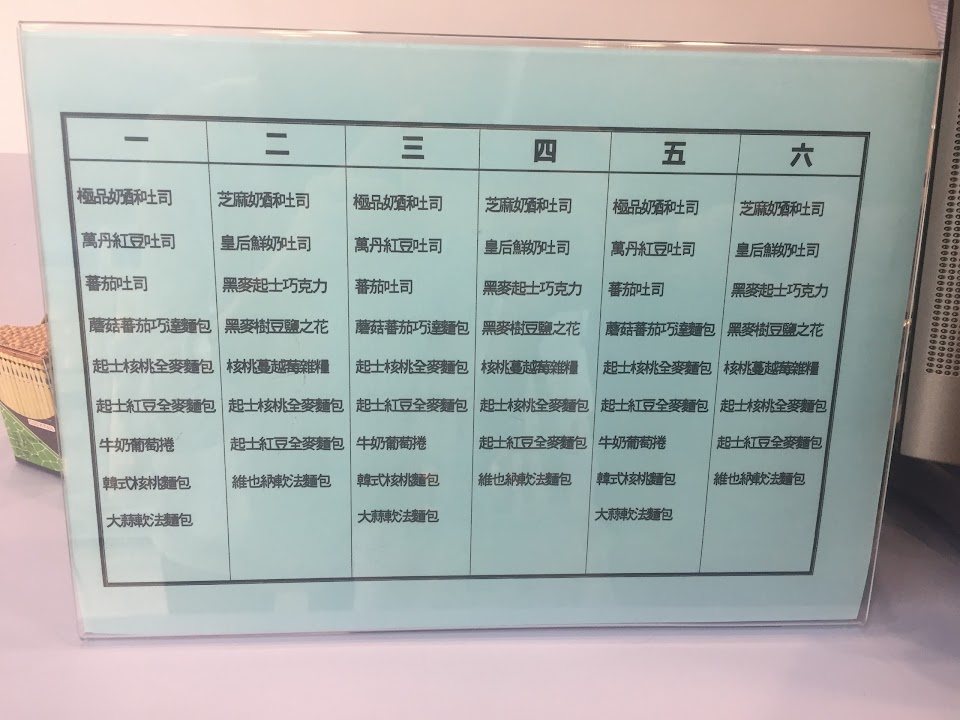 一 二 三 四 五 六
極品奶酒和吐司 芝麻奶酒和吐司 極品奶酒和吐司 芝麻奶酒和吐司 極品奶酒和吐司 芝麻奶酒和吐司
萬丹紅豆吐司 皇后鮮奶吐司 萬丹紅豆吐司 皇后鮮奶吐司 萬丹紅豆吐司 皇后鮮奶吐司
蕃茄吐司 黑麥起士巧克力 蕃茄吐司 黑麥起士巧克力 蕃茄吐司 黑麥起士巧克力
蘑菇蕃茄巧達麵包 黑麥樹豆鹽之花 蘑菇蕃茄巧達麵包 黑麥樹豆鹽之花 蘑菇蕃茄巧達麵包 黑麥樹豆鹽之花
起士核桃全麥麵包 核桃蔓越莓雜糧 起士核桃全麥麵包 核桃蔓越莓雜糧 起士核桃全麥麵包 核桃蔓越莓雜糧
起士紅豆全麥麵包 起士核桃全麥麵包 起士紅豆全麥麵包 起士核桃全麥麵包 起士紅豆全麥麵包 起士核桃全麥麵包
牛奶葡萄捲 起士紅豆全麥麵包 牛奶葡萄捲 起士紅豆全麥麵包 牛奶葡萄捲 起士紅豆全麥麵包
韓式核桃麵包 維也納軟法麵包 韓式核桃麵包 維也納軟法麵包 韓式核桃麵包 維也納軟法麵包
大蒜軟法麵包 大蒜軟法麵包 大蒜軟法麵包